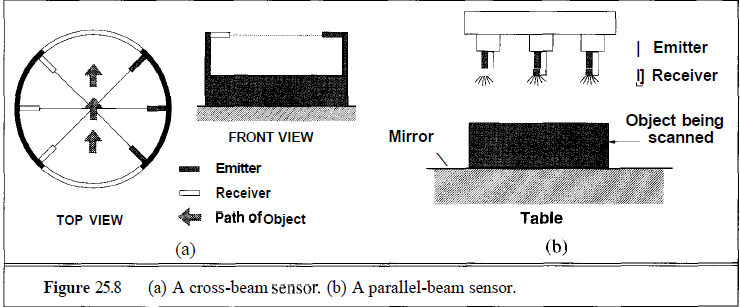 TOP VIEW
FRONT VIEW
Emitter
Receiver
Path of Object
(a)
Emitter
Receiver
Object being
scanned
Mirror
Table
(b)
Figure 25.8 (a) A cross-beam sensor. (b) A parallel-beam sensor.